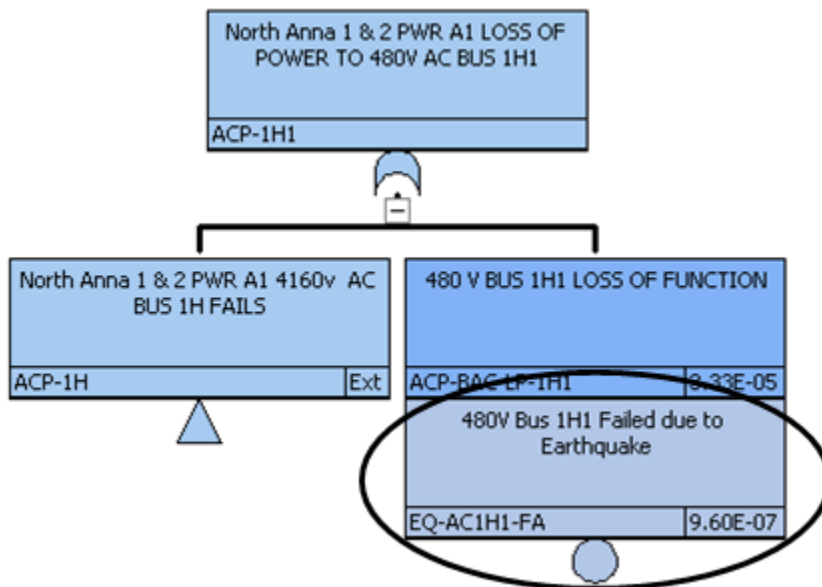 North Anna 1 & 2 PWR A1 LOSS OF
POWER TO 480V AC BUS 1H1
ACP-1H1
North Anna 1 & 2 PWR A1 4160v AC
BUS 1H FAILS
ACP-1H
Ext
480 V BUS 1H1 LOSS OF FUNCTION
ACP-BAC-LP-1H1
3.33E-05
480V Bus 1H1 Failed due to
Earthquake
EQ-AC1H1-FA
9.60E-07